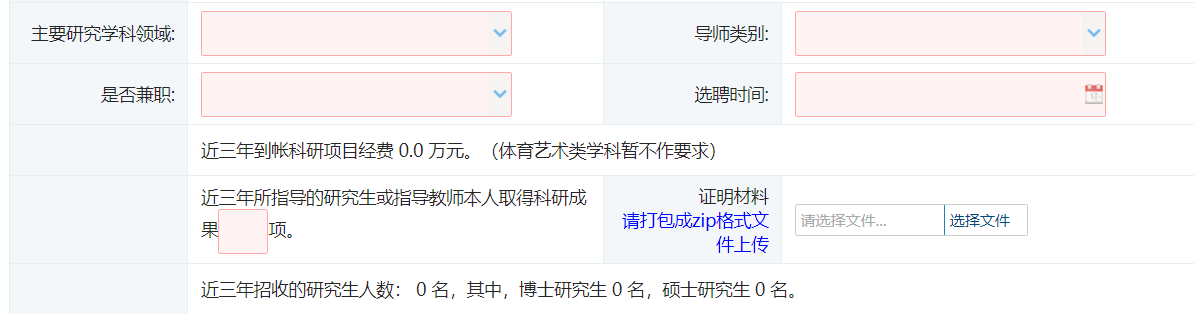 主要研究学科领域:
导师类别:
是否兼职:
选聘时间:
近三年到帐科研项目经费 0.0 万元。（体育艺术类学科暂不作要求）
近三年所指导的研究生或指导教师本人取得科研成
果 项。
证明材料
请打包成zip格式文
件上传
请选择文件...
选择文件
近三年招收的研究生人数： 0 名，其中，博士研究生 0 名，硕士研究生 0 名。